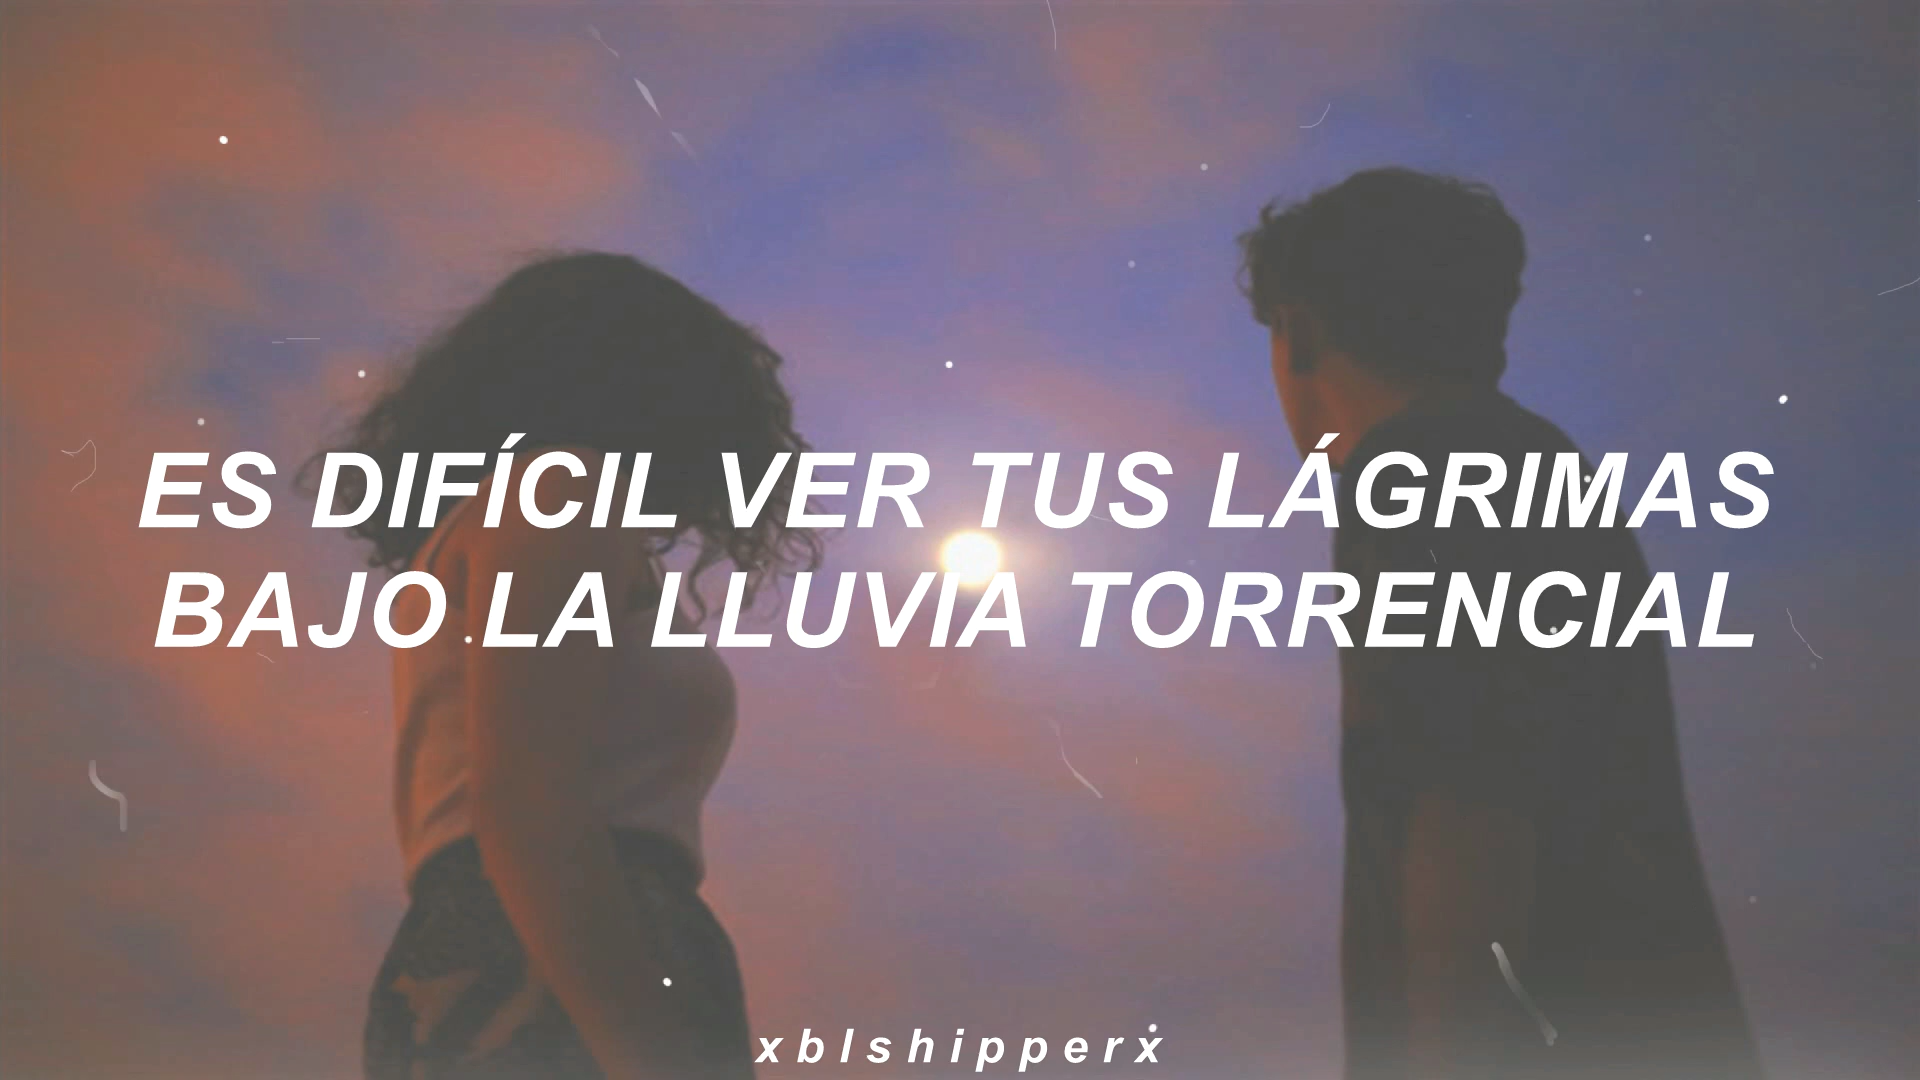 ES DIFÍCIL VER TUS LÁGRIMAS
BAJO LA LLUVIA TORRENCIAL
xblshipperx